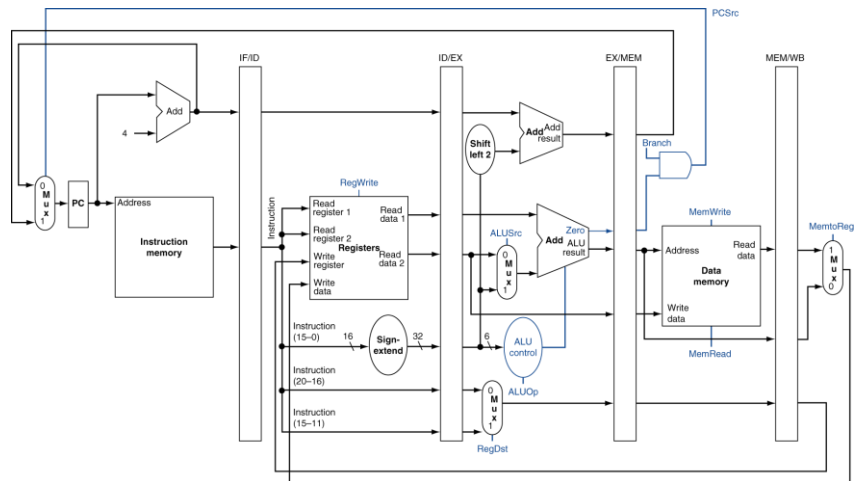 PCSrc
IF/ID
ID/EX
EX/MEM
MEM/WB
Add
4
Shift
left 2
Add
Add
result
Branch
0
M
u
x
1
PC
Address
Instruction
memory
Instruction
RegWrite
Read
register 1
Read
data 1
Read
register 2
Registers
Read
data 2
Write
register
Write
data
ALUSrc
0
M
u
x
1
Zero
Add
ALU
result
MemWrite
Address
Read
data
Data
memory
Write
data
MemRead
MemtoReg
1
M
u
x
0
Instruction
(15–0)
16
Sign-
extend
32
6
ALU
control
ALUOp
Instruction
(20–16)
Instruction
(15–11)
0
M
u
x
1
RegDst